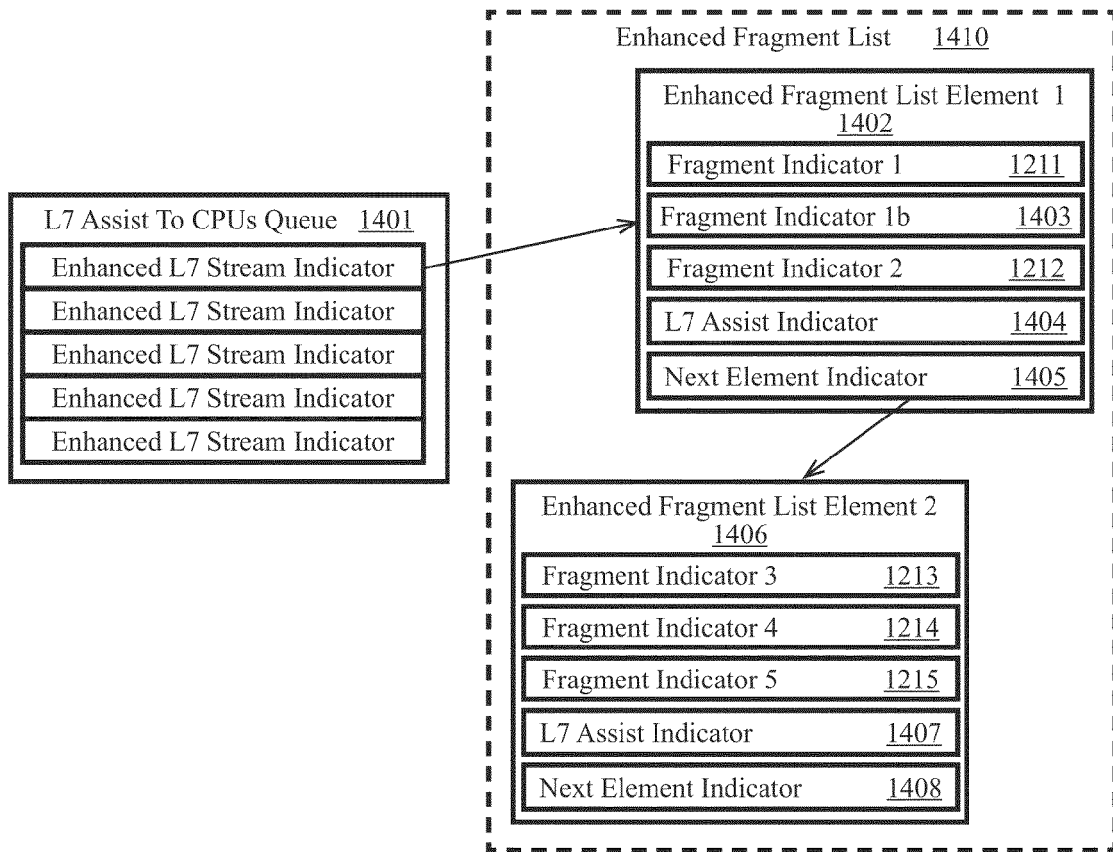 Enhanced Fragment List 1410
Enhanced Fragment List Element 1
1402
Fragment Indicator 1 1211
Fragment Indicator 1b 1403
Fragment Indicator 2 1212
L7 Assist Indicator 1404
Next Element Indicator 1405
L7 Assist To CPUs Queue 1401
Enhanced L7 Stream Indicator
Enhanced L7 Stream Indicator
Enhanced L7 Stream Indicator
Enhanced L7 Stream Indicator
Enhanced L7 Stream Indicator
Enhanced Fragment List Element 2
1406
Fragment Indicator 3 1213
Fragment Indicator 4 1214
Fragment Indicator 5 1215
L7 Assist Indicator 1407
Next Element Indicator 1408